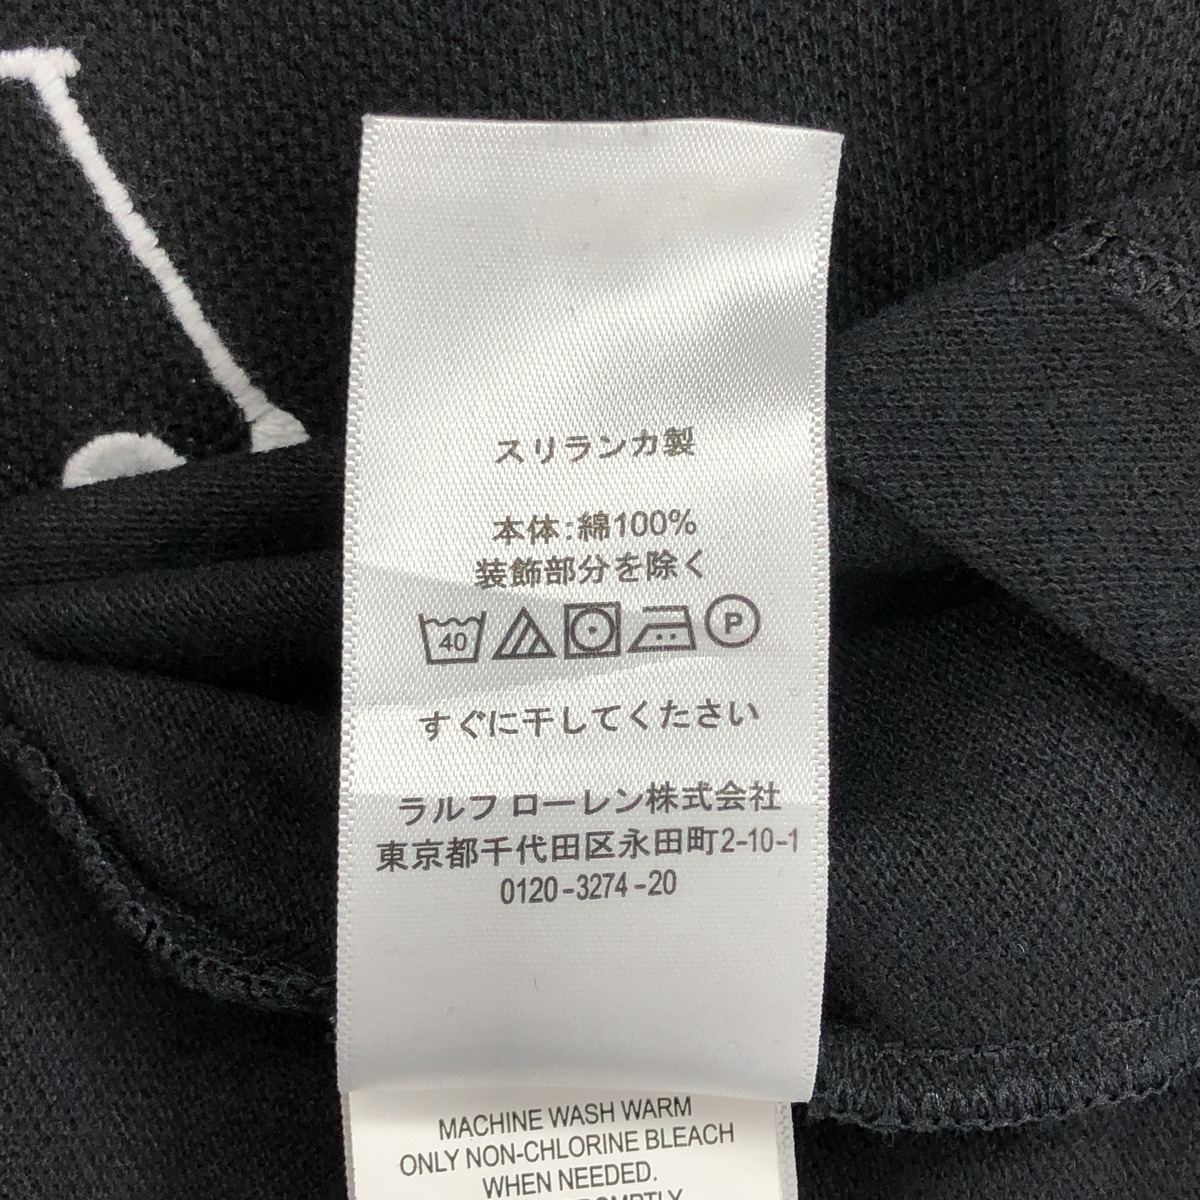 スリランカ製
本体:綿100%
装飾部分を除く
40 P
すぐに干してください
ラルフ ローレン株式会社
東京都千代田区永田町2-10-1
0120-3274-20
MACHINE WASH WARM
ONLY NON-CHLORINE BLEACH
WHEN NEEDED.